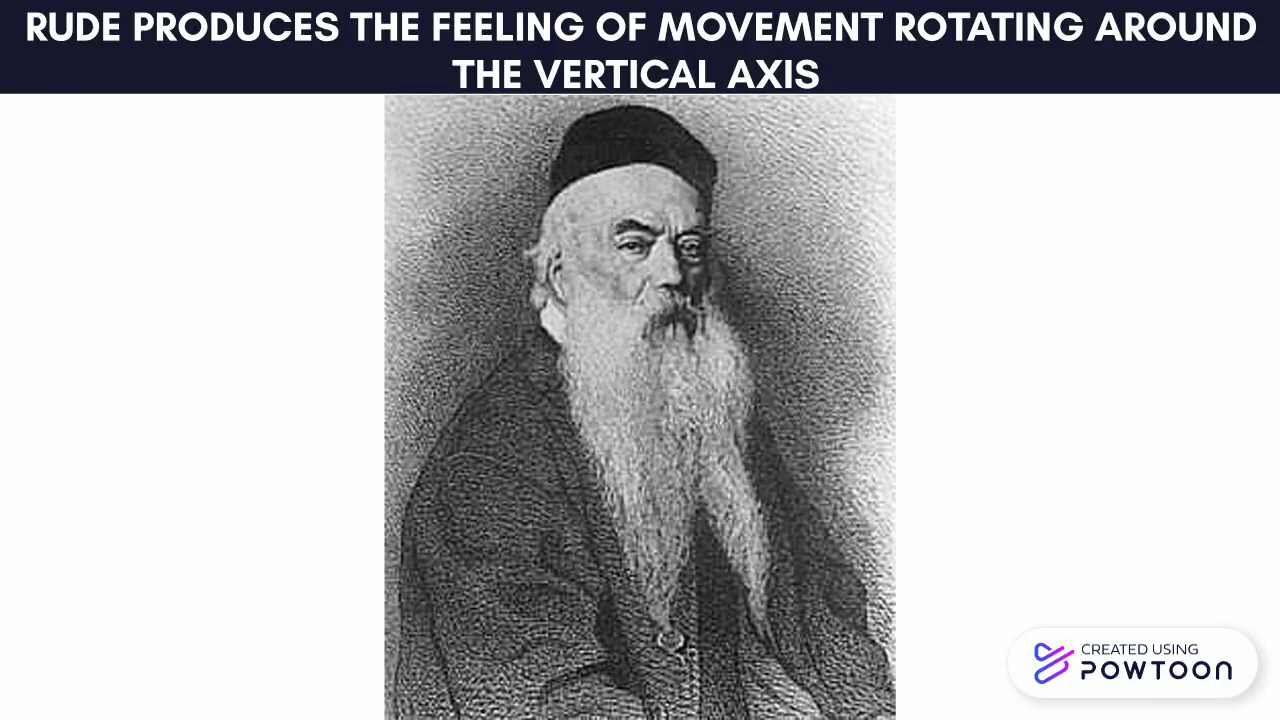 RUDE PRODUCES THE FEELING OF MOVEMENT ROTATING AROUND
THE VERTICAL AXIS
CREATED USING
POWTOON